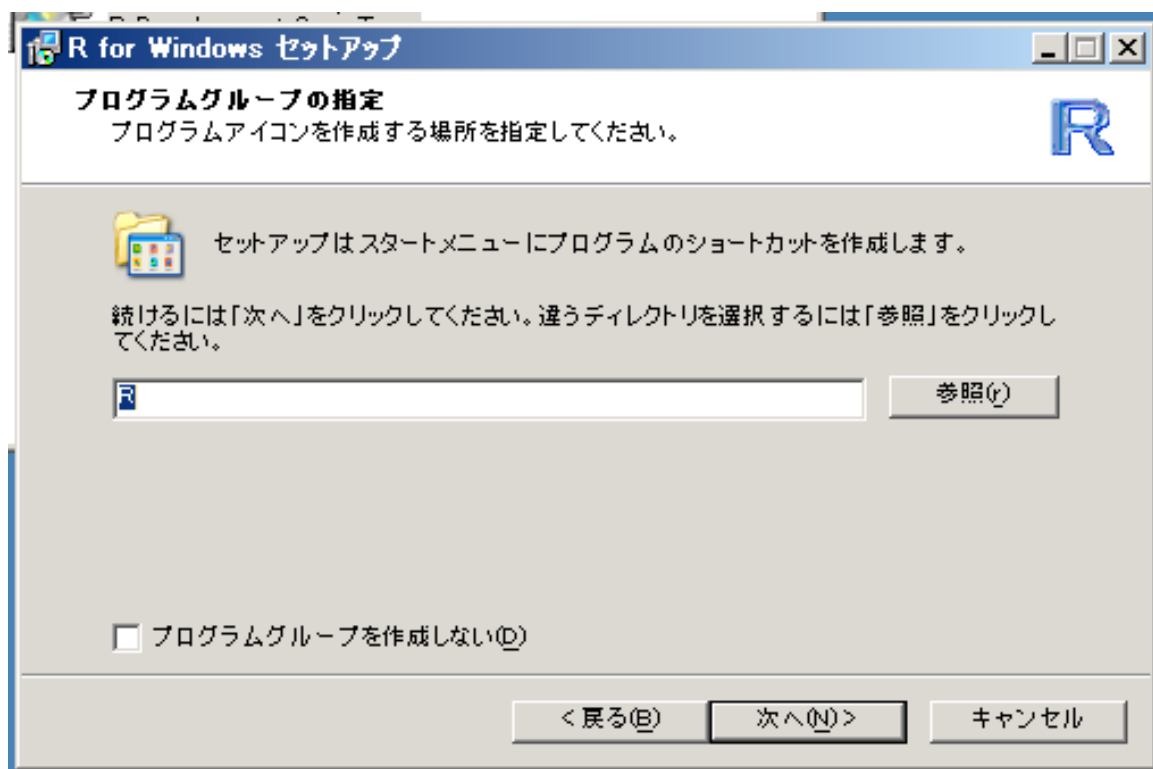 R for Windows セットアップ
プログラムグループの指定
プログラムアイコンを作成する場所を指定してください。
R
セットアップはスタートメニューにプログラムのショートカットを作成します。
続けるには「次へ」をクリックしてください。違うディレクトリを選択するには「参照」をクリックし
てください。
R
参照(r)
プログラムグループを作成しない(D)
<戻る(B)
次へ(N)>
キャンセル